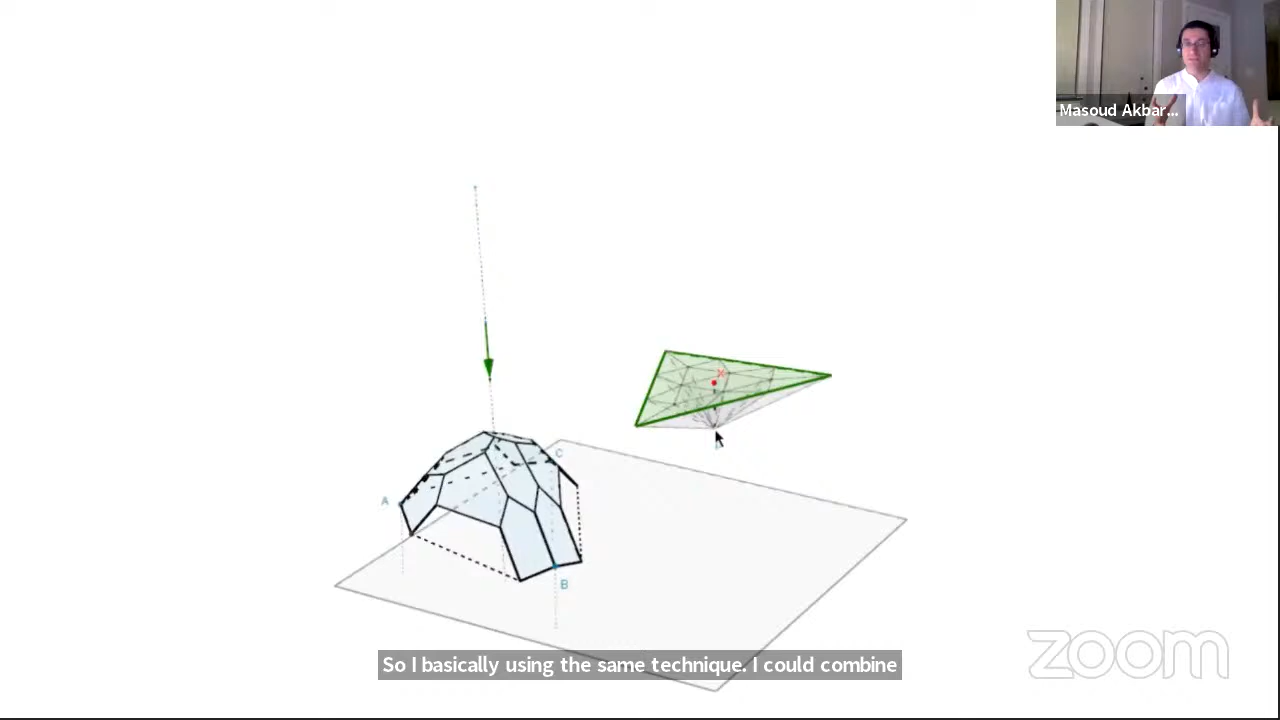 Masoud Akbar...
X
C
A
B
So I basically using the same technique. I could combine
zoom